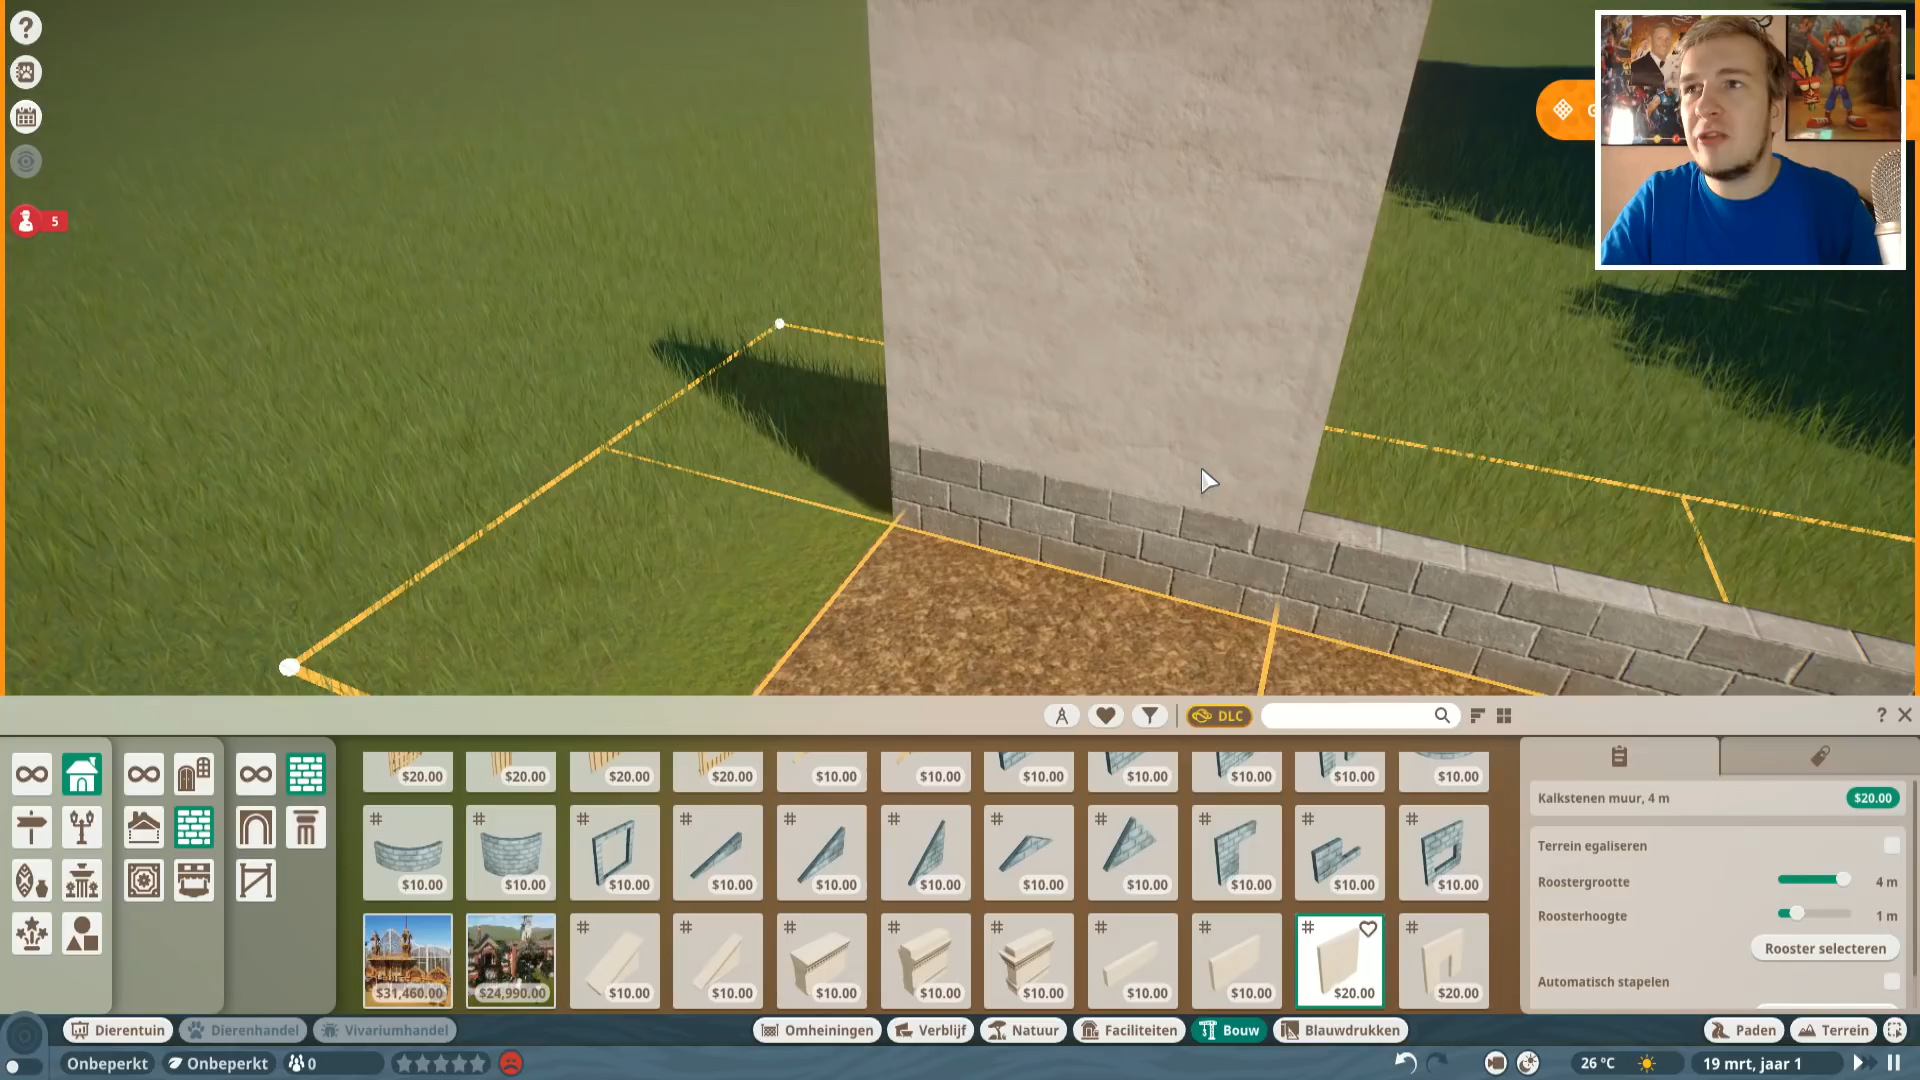 5
DLC
$20.00 $20.00 $20.00 $20.00 $10.00 $10.00 $10.00 $10.00 $10.00 $10.00 $10.00
$10.00 $10.00 $10.00 $10.00 $10.00 $10.00 $10.00 $10.00 $10.00 $10.00 $10.00
$31,460.00 $24,990.00 $10.00 $10.00 $10.00 $10.00 $10.00 $10.00 $10.00 $20.00 $20.00
Kalkstenen muur, 4 m $20.00
Terrein egaliseren
Roostergrootte 4 m
Roosterhoogte 1 m
Rooster selecteren
Automatisch stapelen
Dierentuin Dierenhandel Vivariumhandel Omheiningen Verblijf Natuur Faciliteiten Bouw Blauwdrukken Paden Terrein
Onbeperkt Onbeperkt 0 26 °C 19 mrt, jaar 1